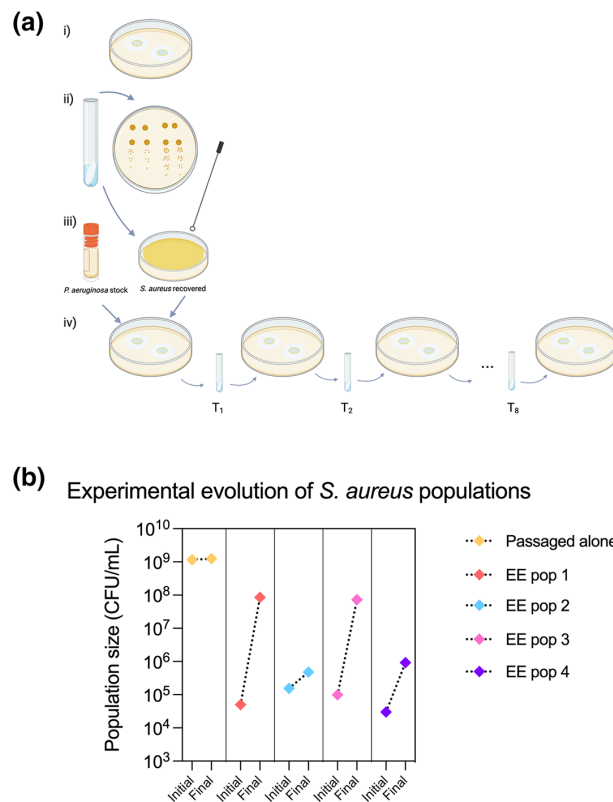 (a)
i)
ii)
iii)
P. aeruginosa stock
S. aureus recovered
iv)
T1
T2
...
T8
(b)
Experimental evolution of S. aureus populations
Population size (CFU/mL)
10^10
10^9
10^8
10^7
10^6
10^5
10^4
10^3
Initial
Final
Initial
Final
Initial
Final
Initial
Final
Initial
Final
Passaged alone
EE pop 1
EE pop 2
EE pop 3
EE pop 4